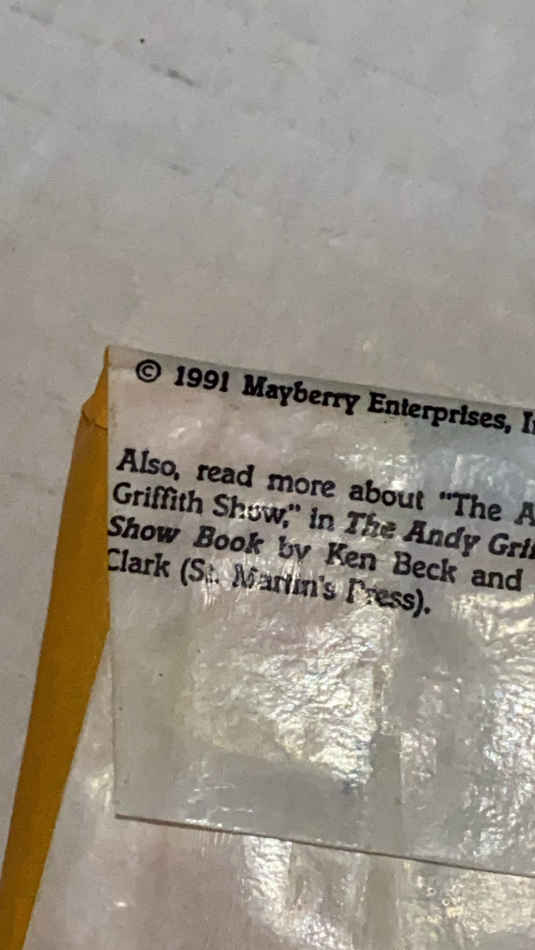 © 1991 Mayberry Enterprises, I
Also, read more about "The A
Griffith Show," in The Andy Grif
Show Book by Ken Beck and
Clark (St. Martin's Press).